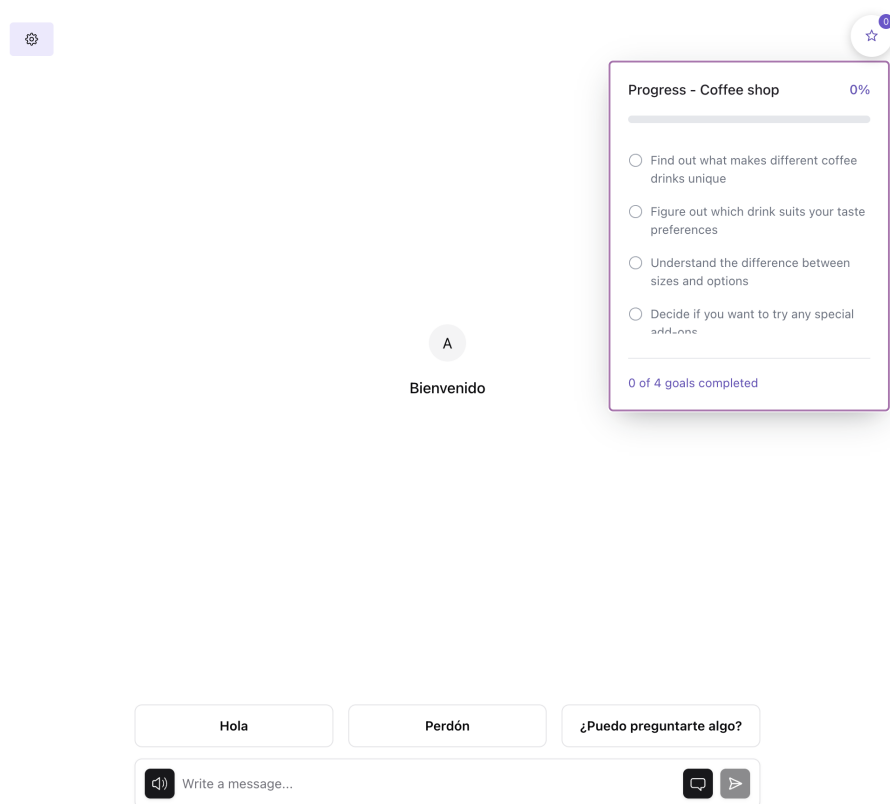 0
Progress - Coffee shop 0%
Find out what makes different coffee
drinks unique
Figure out which drink suits your taste
preferences
Understand the difference between
sizes and options
Decide if you want to try any special
add-ons
0 of 4 goals completed
A
Bienvenido
Hola Perdón ¿Puedo preguntarte algo?
Write a message...